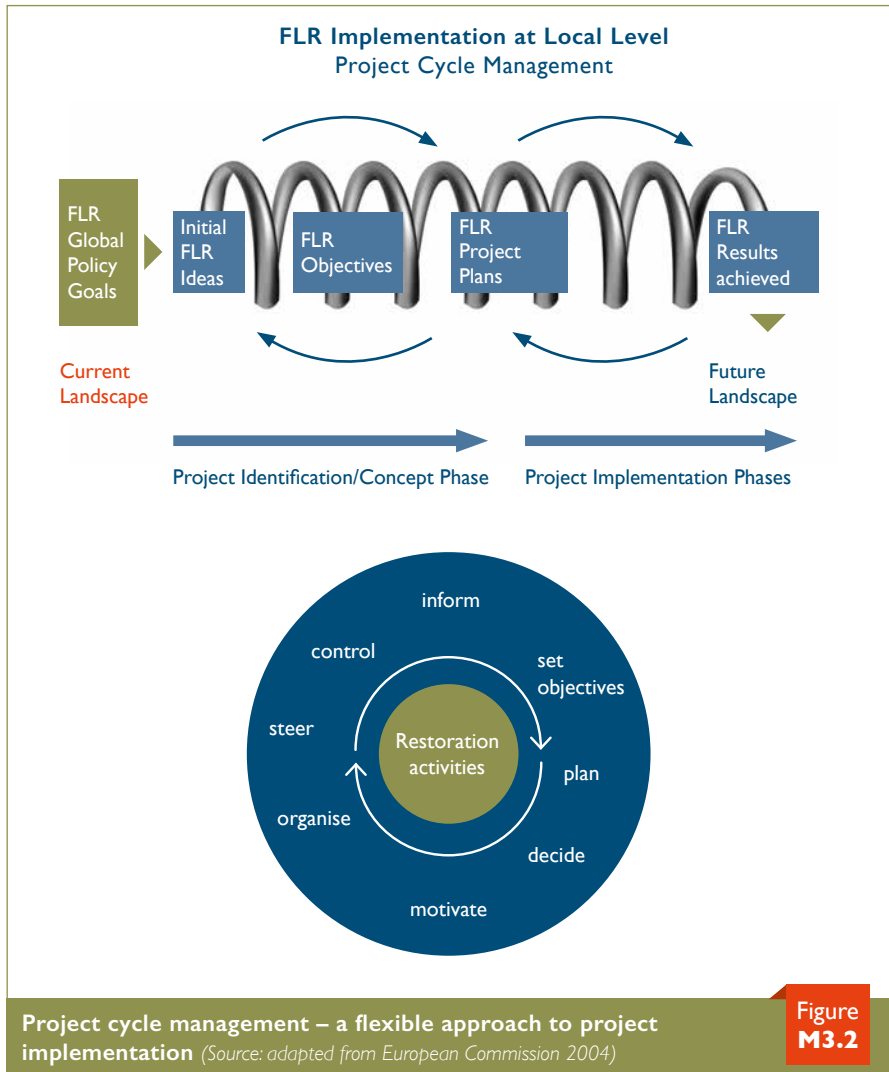 FLR Implementation at Local Level
Project Cycle Management
FLR
Global
Policy
Goals
Initial
FLR
Ideas
FLR
Objectives
FLR
Project
Plans
FLR
Results
achieved
Current
Landscape
Future
Landscape
Project Identification/Concept Phase
Project Implementation Phases
inform
set
objectives
plan
decide
motivate
organise
steer
control
Restoration
activities
Project cycle management – a flexible approach to project
implementation (Source: adapted from European Commission 2004)
Figure
M3.2